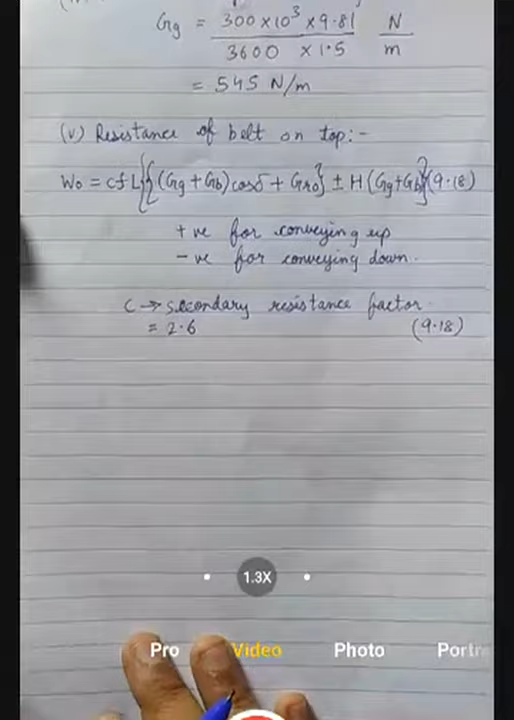 Gg = 300 × 10³ × 9.81 / 3600 × 1.5 N/m
= 545 N/m
(v) Resistance of belt on top:-
Wo = cfL{{(Gg+Gb)cosδ + Gro} ± H(Gg+Gb} (9.18)
+ve for conveying up
-ve for conveying down.
C → Secondary resistance factor.
= 2.6 (9.18)
1.3X
Pro Video Photo Portr